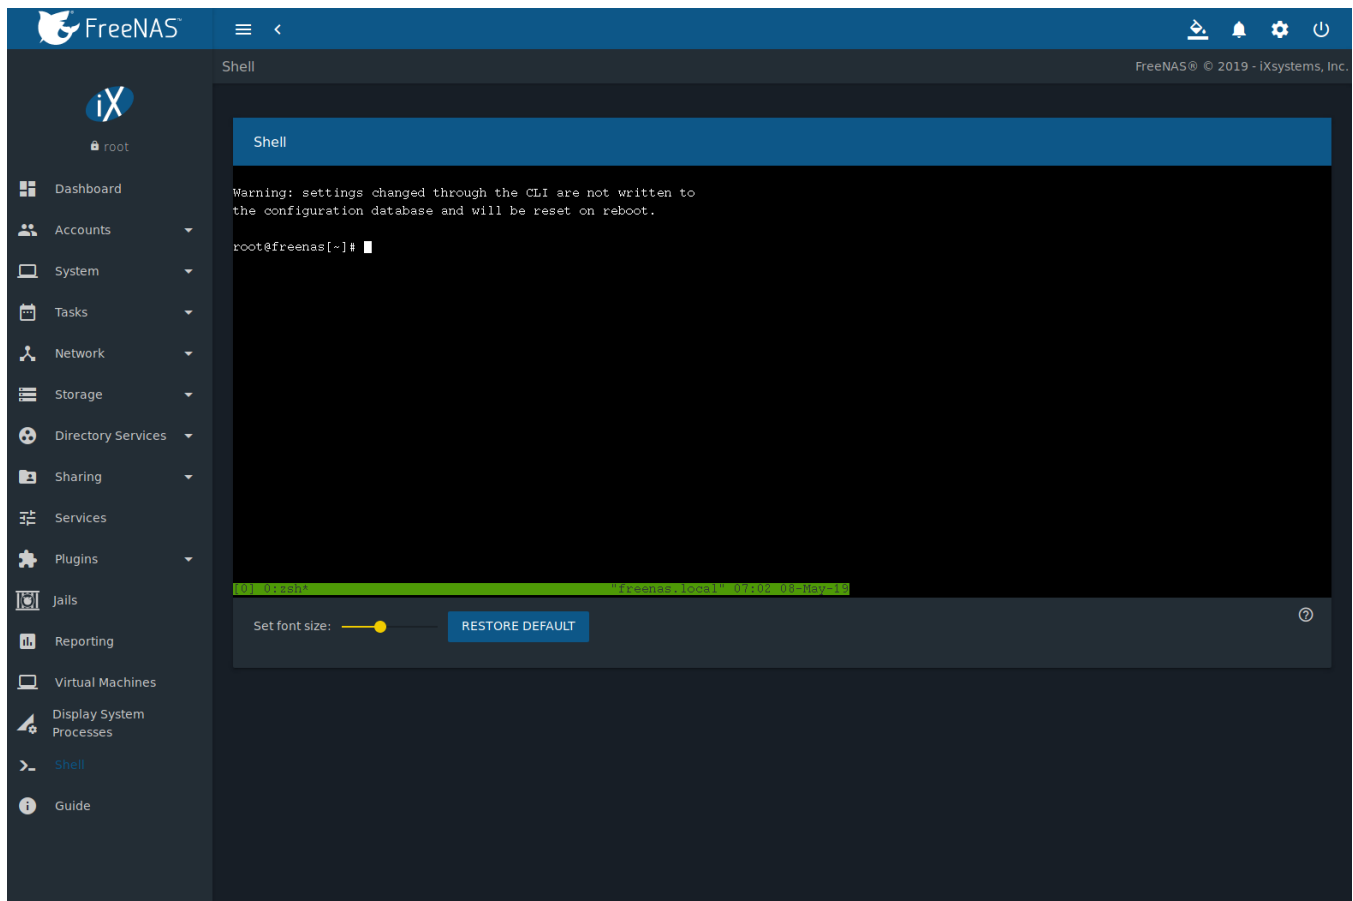 FreeNAS™
Shell
FreeNAS® © 2019 - iXsystems, Inc.
iX
root
Dashboard
Accounts
System
Tasks
Network
Storage
Directory Services
Sharing
Services
Plugins
Jails
Reporting
Virtual Machines
Display System
Processes
Shell
Guide
Shell
Warning: settings changed through the CLI are not written to
the configuration database and will be reset on reboot.
root@freenas[~]#
[0] 0:zsh* "freenas.local" 07:02 08-May-19
Set font size:
RESTORE DEFAULT